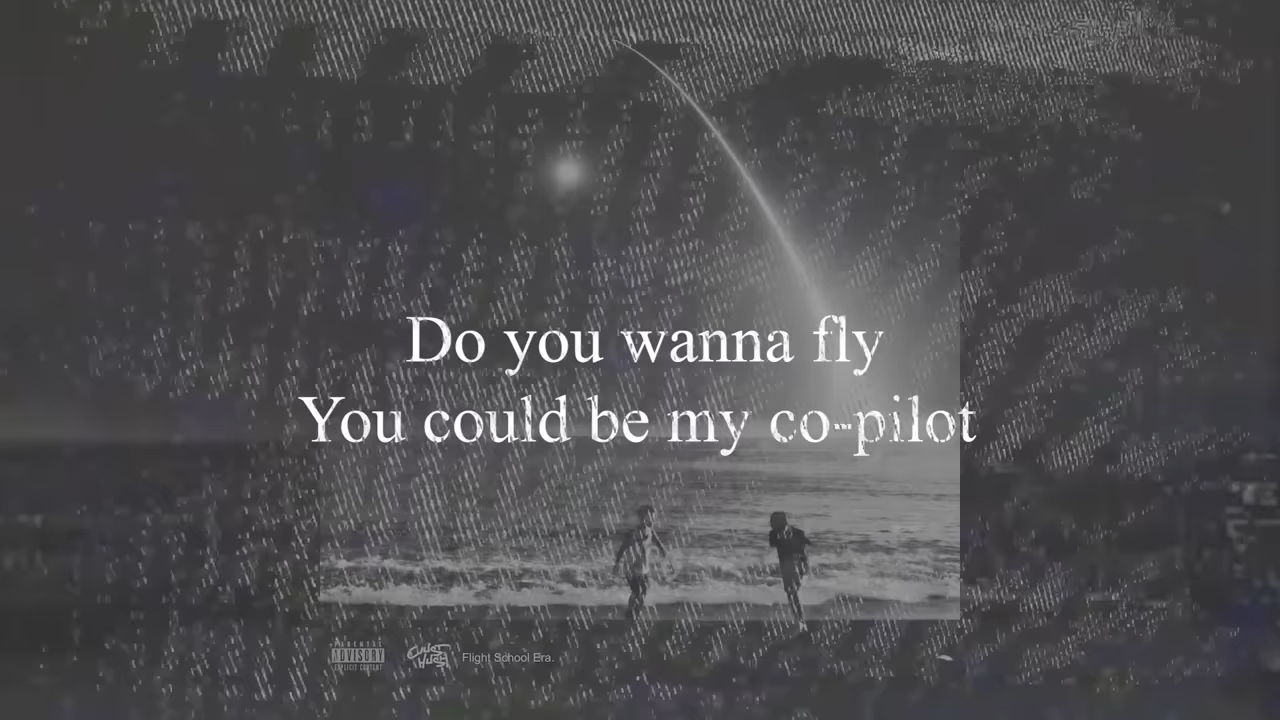 Do you wanna fly
You could be my co-pilot
PARENTAL
ADVISORY
EXPLICIT CONTENT
Flight School Era.